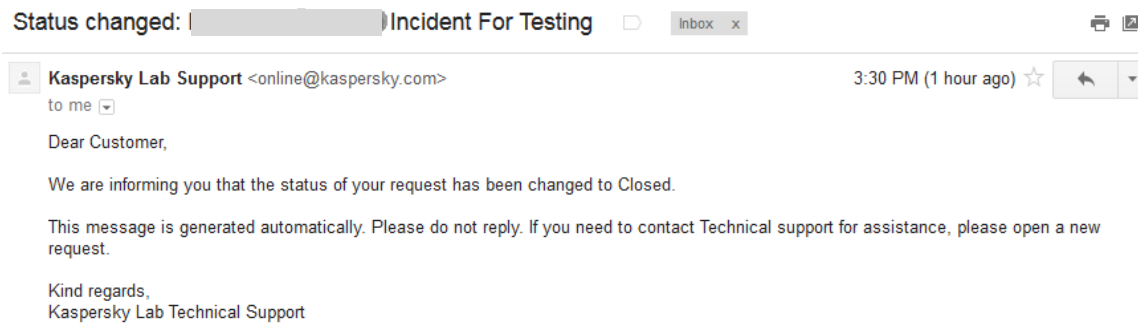 Status changed: Incident For Testing
Inbox x
Kaspersky Lab Support <online@kaspersky.com>
3:30 PM (1 hour ago)
to me
Dear Customer,
We are informing you that the status of your request has been changed to Closed.
This message is generated automatically. Please do not reply. If you need to contact Technical support for assistance, please open a new
request.
Kind regards,
Kaspersky Lab Technical Support